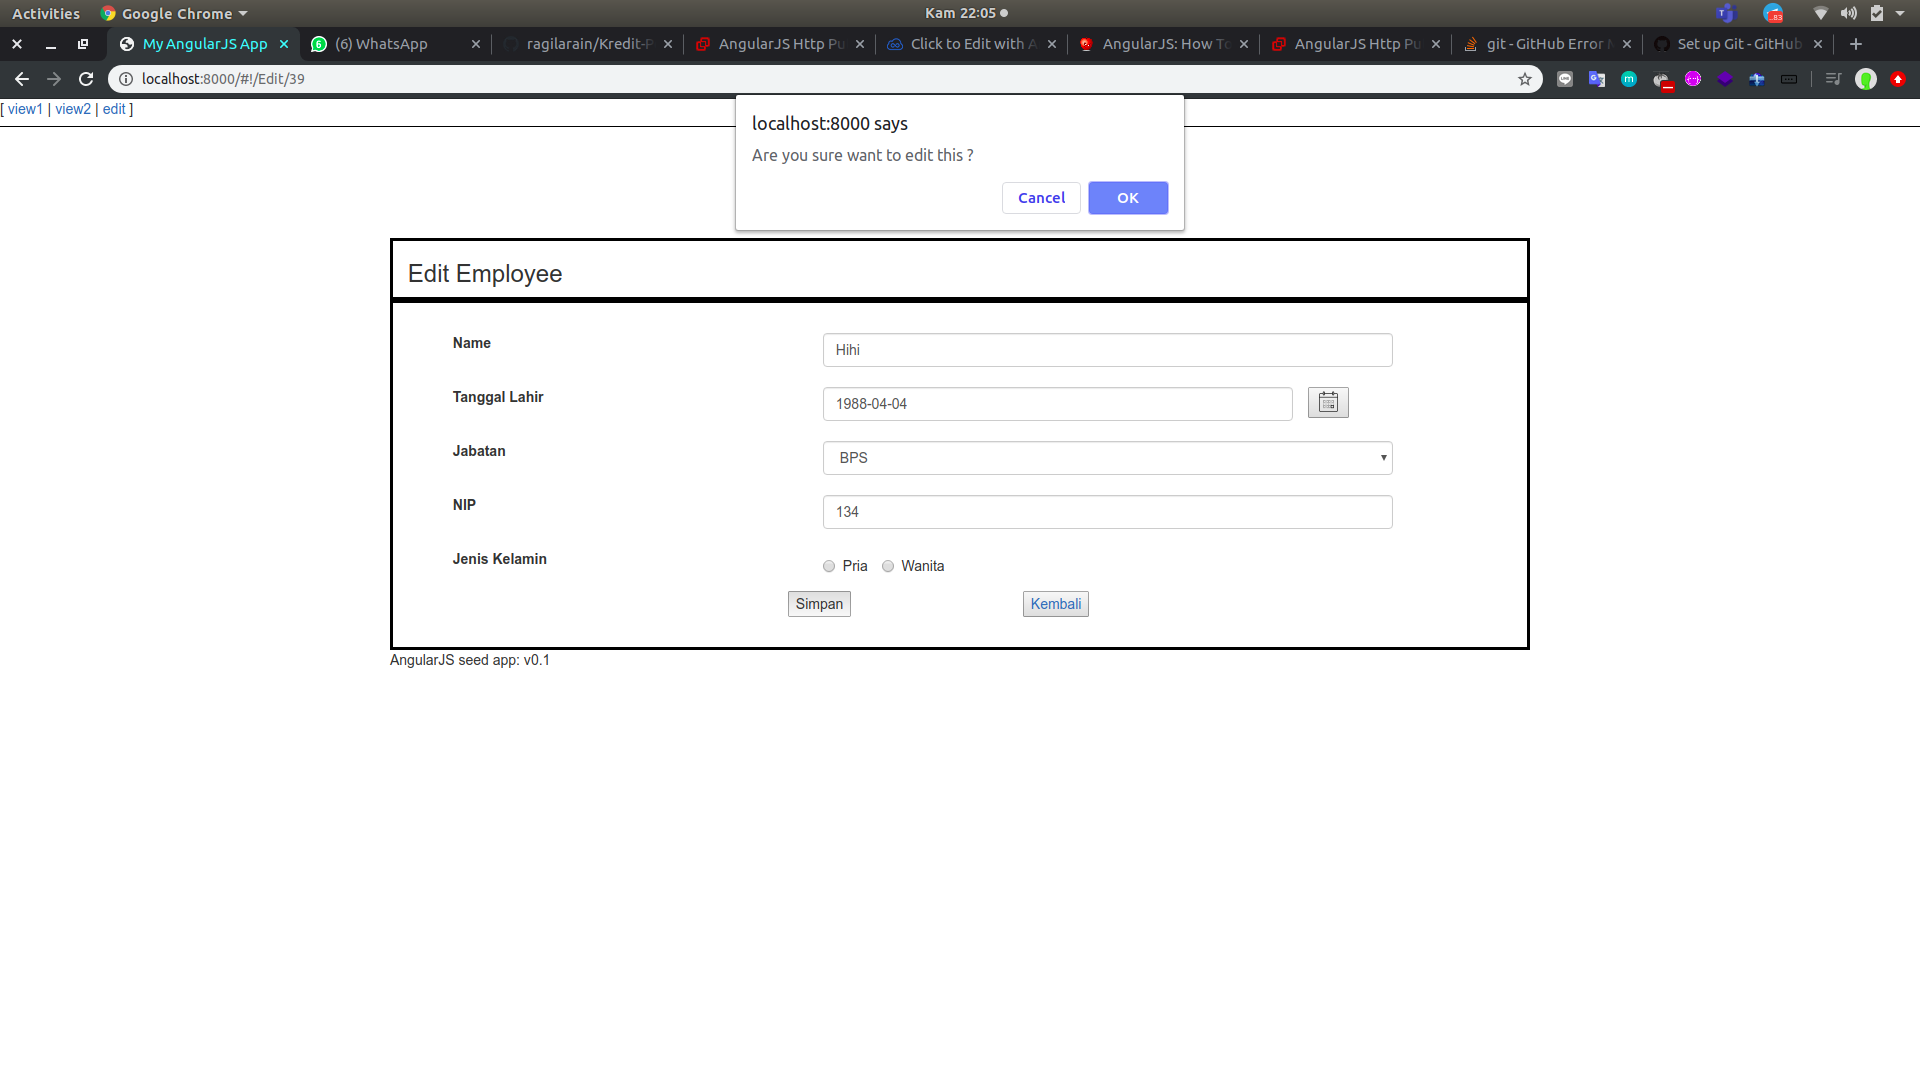 Activities Google Chrome Kam 22:05
My AngularJS App (6) WhatsApp ragilarain/Kredit-P AngularJS Http Pu Click to Edit with A AngularJS: How To AngularJS Http Pu git - GitHub Error Set up Git - GitHub
localhost:8000/#!/Edit/39
[ view1 | view2 | edit ]
localhost:8000 says
Are you sure want to edit this ?
Cancel OK
Edit Employee
Name Hihi
Tanggal Lahir 1988-04-04
Jabatan BPS
NIP 134
Jenis Kelamin Pria Wanita
Simpan Kembali
AngularJS seed app: v0.1